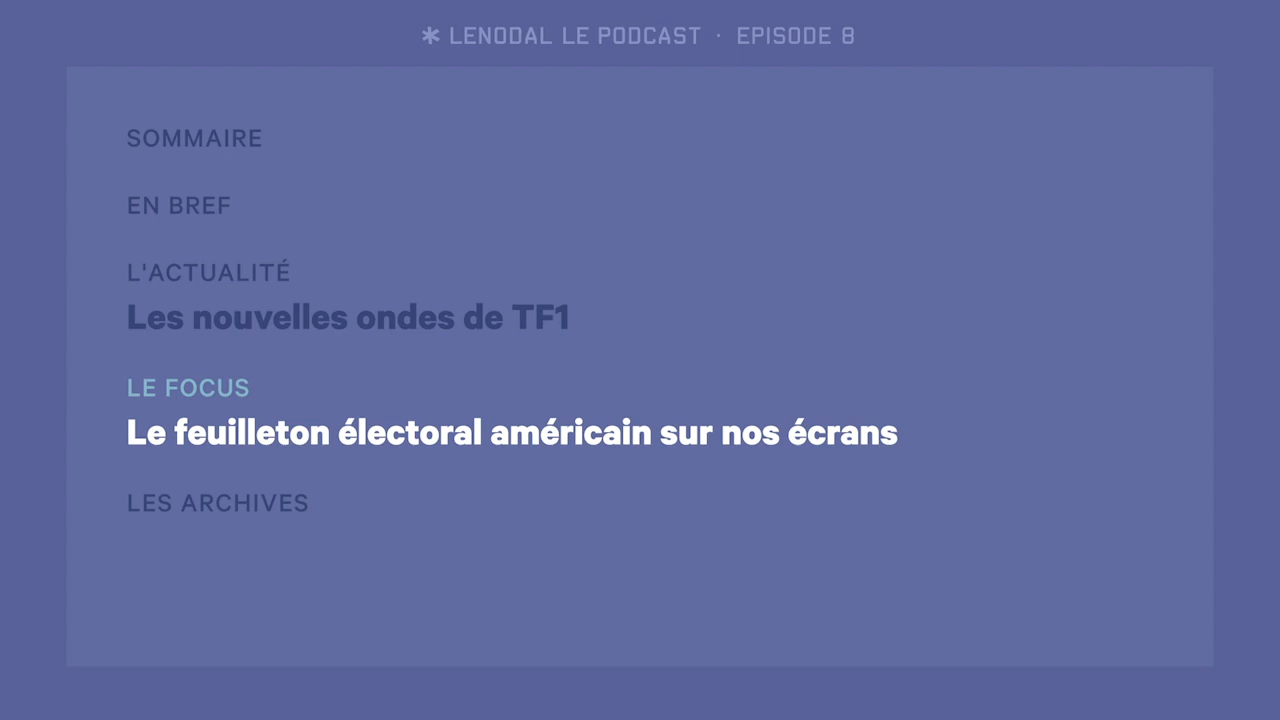 * LENODAL LE PODCAST · EPISODE 8
SOMMAIRE
EN BREF
L'ACTUALITÉ
Les nouvelles ondes de TF1
LE FOCUS
Le feuilleton électoral américain sur nos écrans
LES ARCHIVES